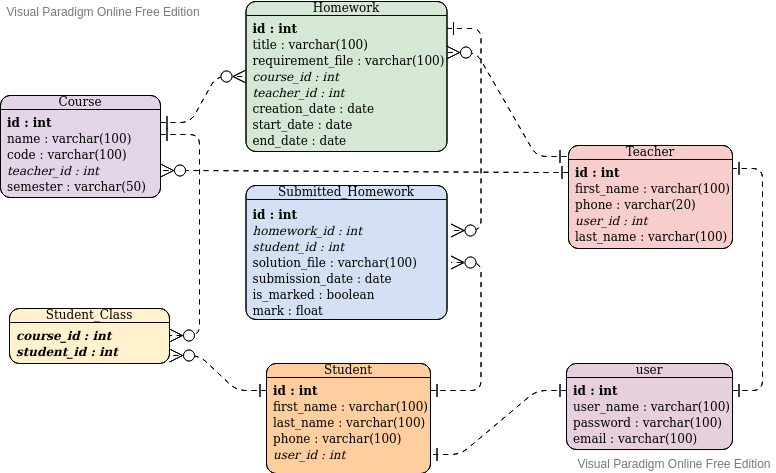 Visual Paradigm Online Free Edition
Homework
id : int
title : varchar(100)
requirement_file : varchar(100)
course_id : int
teacher_id : int
creation_date : date
start_date : date
end_date : date
Course
id : int
name : varchar(100)
code : varchar(100)
teacher_id : int
semester : varchar(50)
Teacher
id : int
first_name : varchar(100)
phone : varchar(20)
user_id : int
last_name : varchar(100)
Submitted_Homework
id : int
homework_id : int
student_id : int
solution_file : varchar(100)
submission_date : date
is_marked : boolean
mark : float
Student_Class
course_id : int
student_id : int
Student
id : int
first_name : varchar(100)
last_name : varchar(100)
phone : varchar(100)
user_id : int
user
id : int
user_name : varchar(100)
password : varchar(100)
email : varchar(100)
Visual Paradigm Online Free Edition